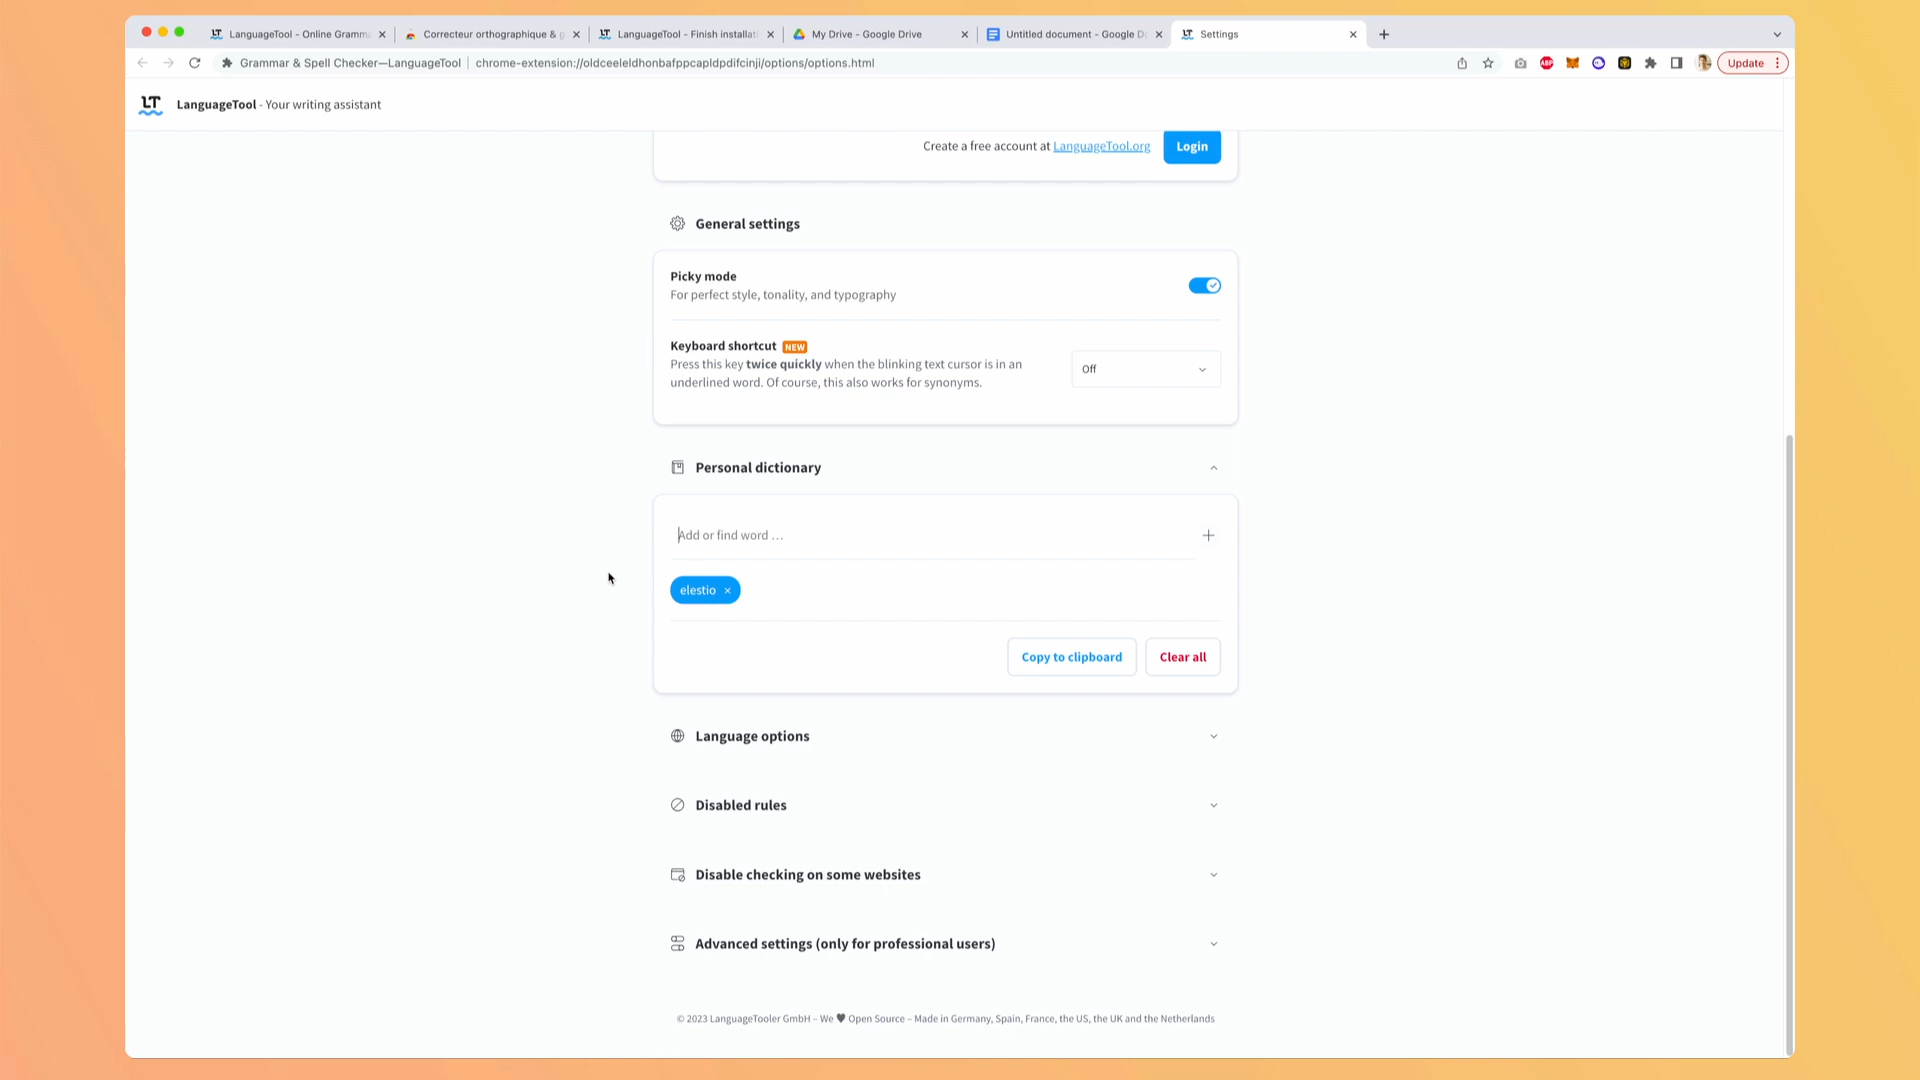 LanguageTool - Online Gramm
Correcteur orthographique & g
LanguageTool - Finish installat
My Drive - Google Drive
Untitled document - Google D
Settings
Grammar & Spell Checker—LanguageTool
chrome-extension://oldceeleldhonbafppcapldpdifcinji/options/options.html
ABP
Update
LT
LanguageTool - Your writing assistant
Create a free account at LanguageTool.org
Login
General settings
Picky mode
For perfect style, tonality, and typography
Keyboard shortcut NEW
Press this key twice quickly when the blinking text cursor is in an
underlined word. Of course, this also works for synonyms.
Off
Personal dictionary
Add or find word …
elestio
Copy to clipboard
Clear all
Language options
Disabled rules
Disable checking on some websites
Advanced settings (only for professional users)
© 2023 LanguageTooler GmbH – We ♥ Open Source – Made in Germany, Spain, France, the US, the UK and the Netherlands